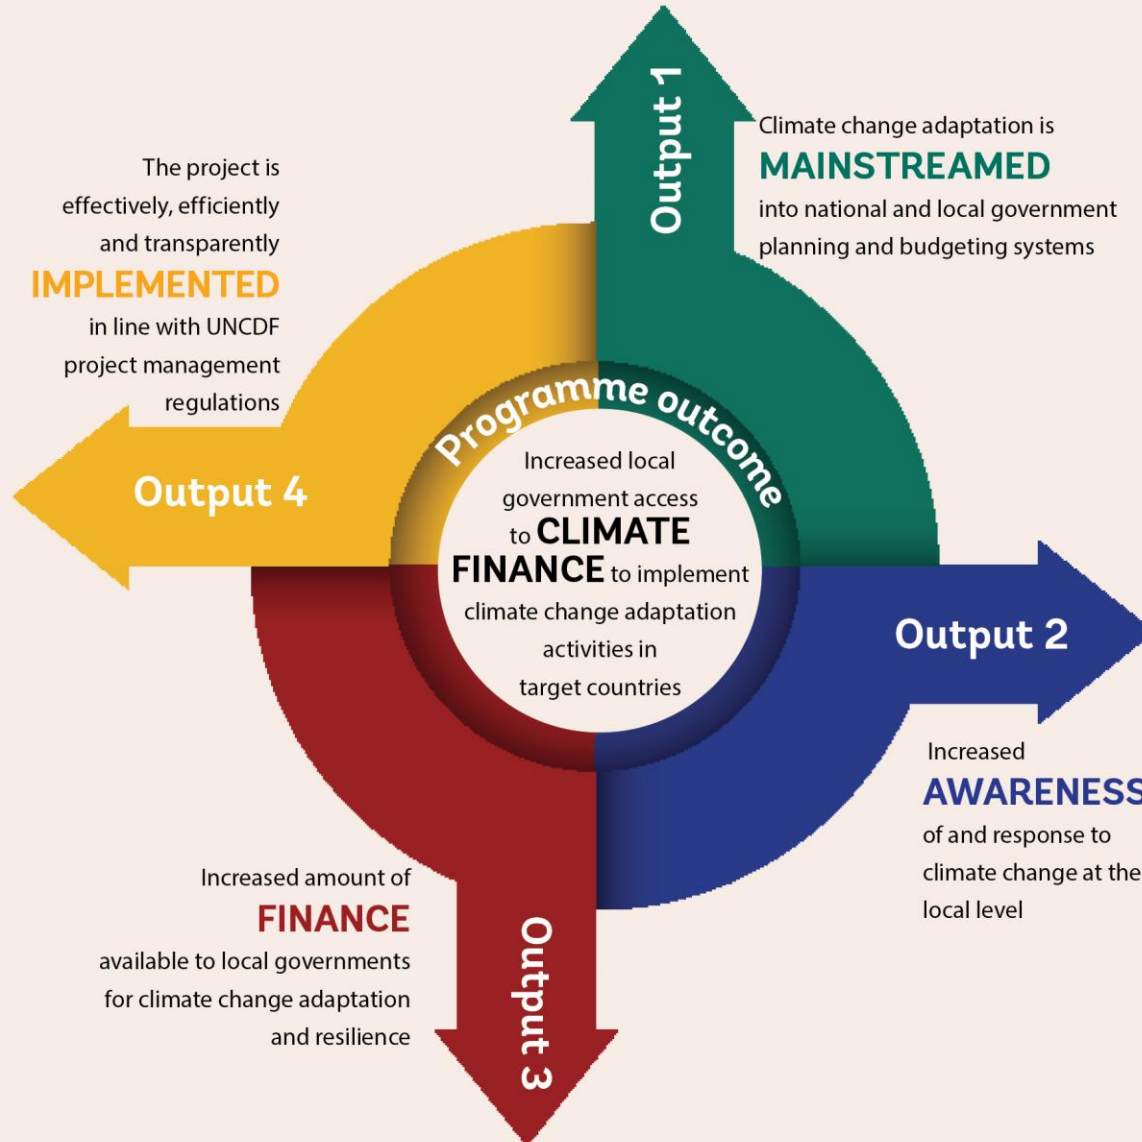 Output 1
Climate change adaptation is
MAINSTREAMED
into national and local government
planning and budgeting systems
The project is
effectively, efficiently
and transparently
IMPLEMENTED
in line with UNCDF
project management
regulations
Output 4
Programme outcome
Increased local
government access
to CLIMATE
FINANCE to implement
climate change adaptation
activities in
target countries
Output 2
Increased
AWARENESS
of and response to
climate change at the
local level
Increased amount of
FINANCE
available to local governments
for climate change adaptation
and resilience
Output 3